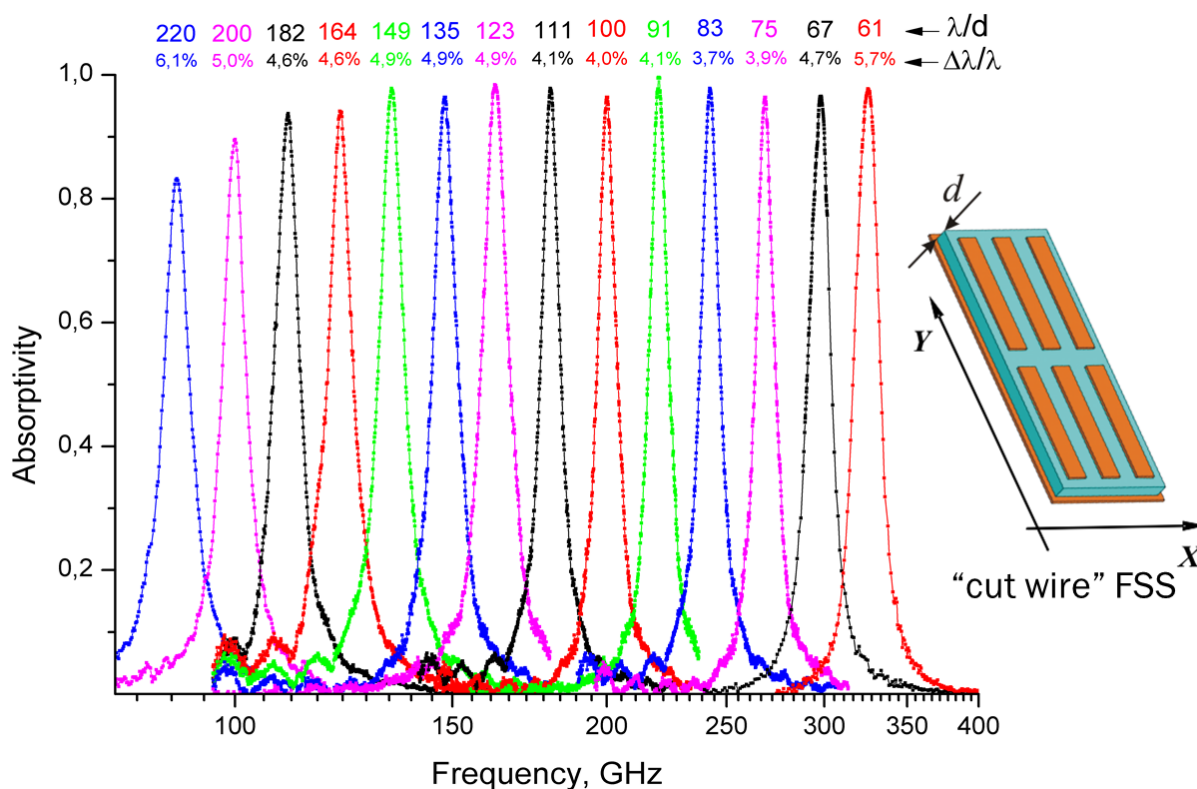 220 200 182 164 149 135 123 111 100 91 83 75 67 61 ← λ/d
6,1% 5,0% 4,6% 4,6% 4,9% 4,9% 4,9% 4,1% 4,0% 4,1% 3,7% 3,9% 4,7% 5,7% ← Δλ/λ
1,0
0,8
0,6
0,4
0,2
Absorptivity
d
Y
X
“cut wire” FSS
100 150 200 250 300 350 400
Frequency, GHz